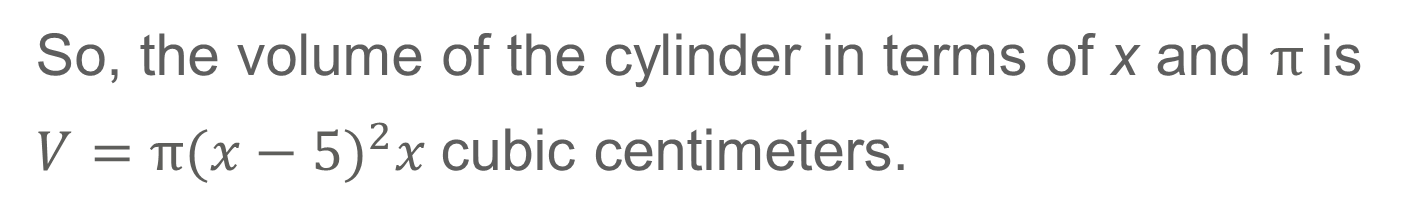 So, the volume of the cylinder in terms of x and π is
V = π(x − 5)²x cubic centimeters.